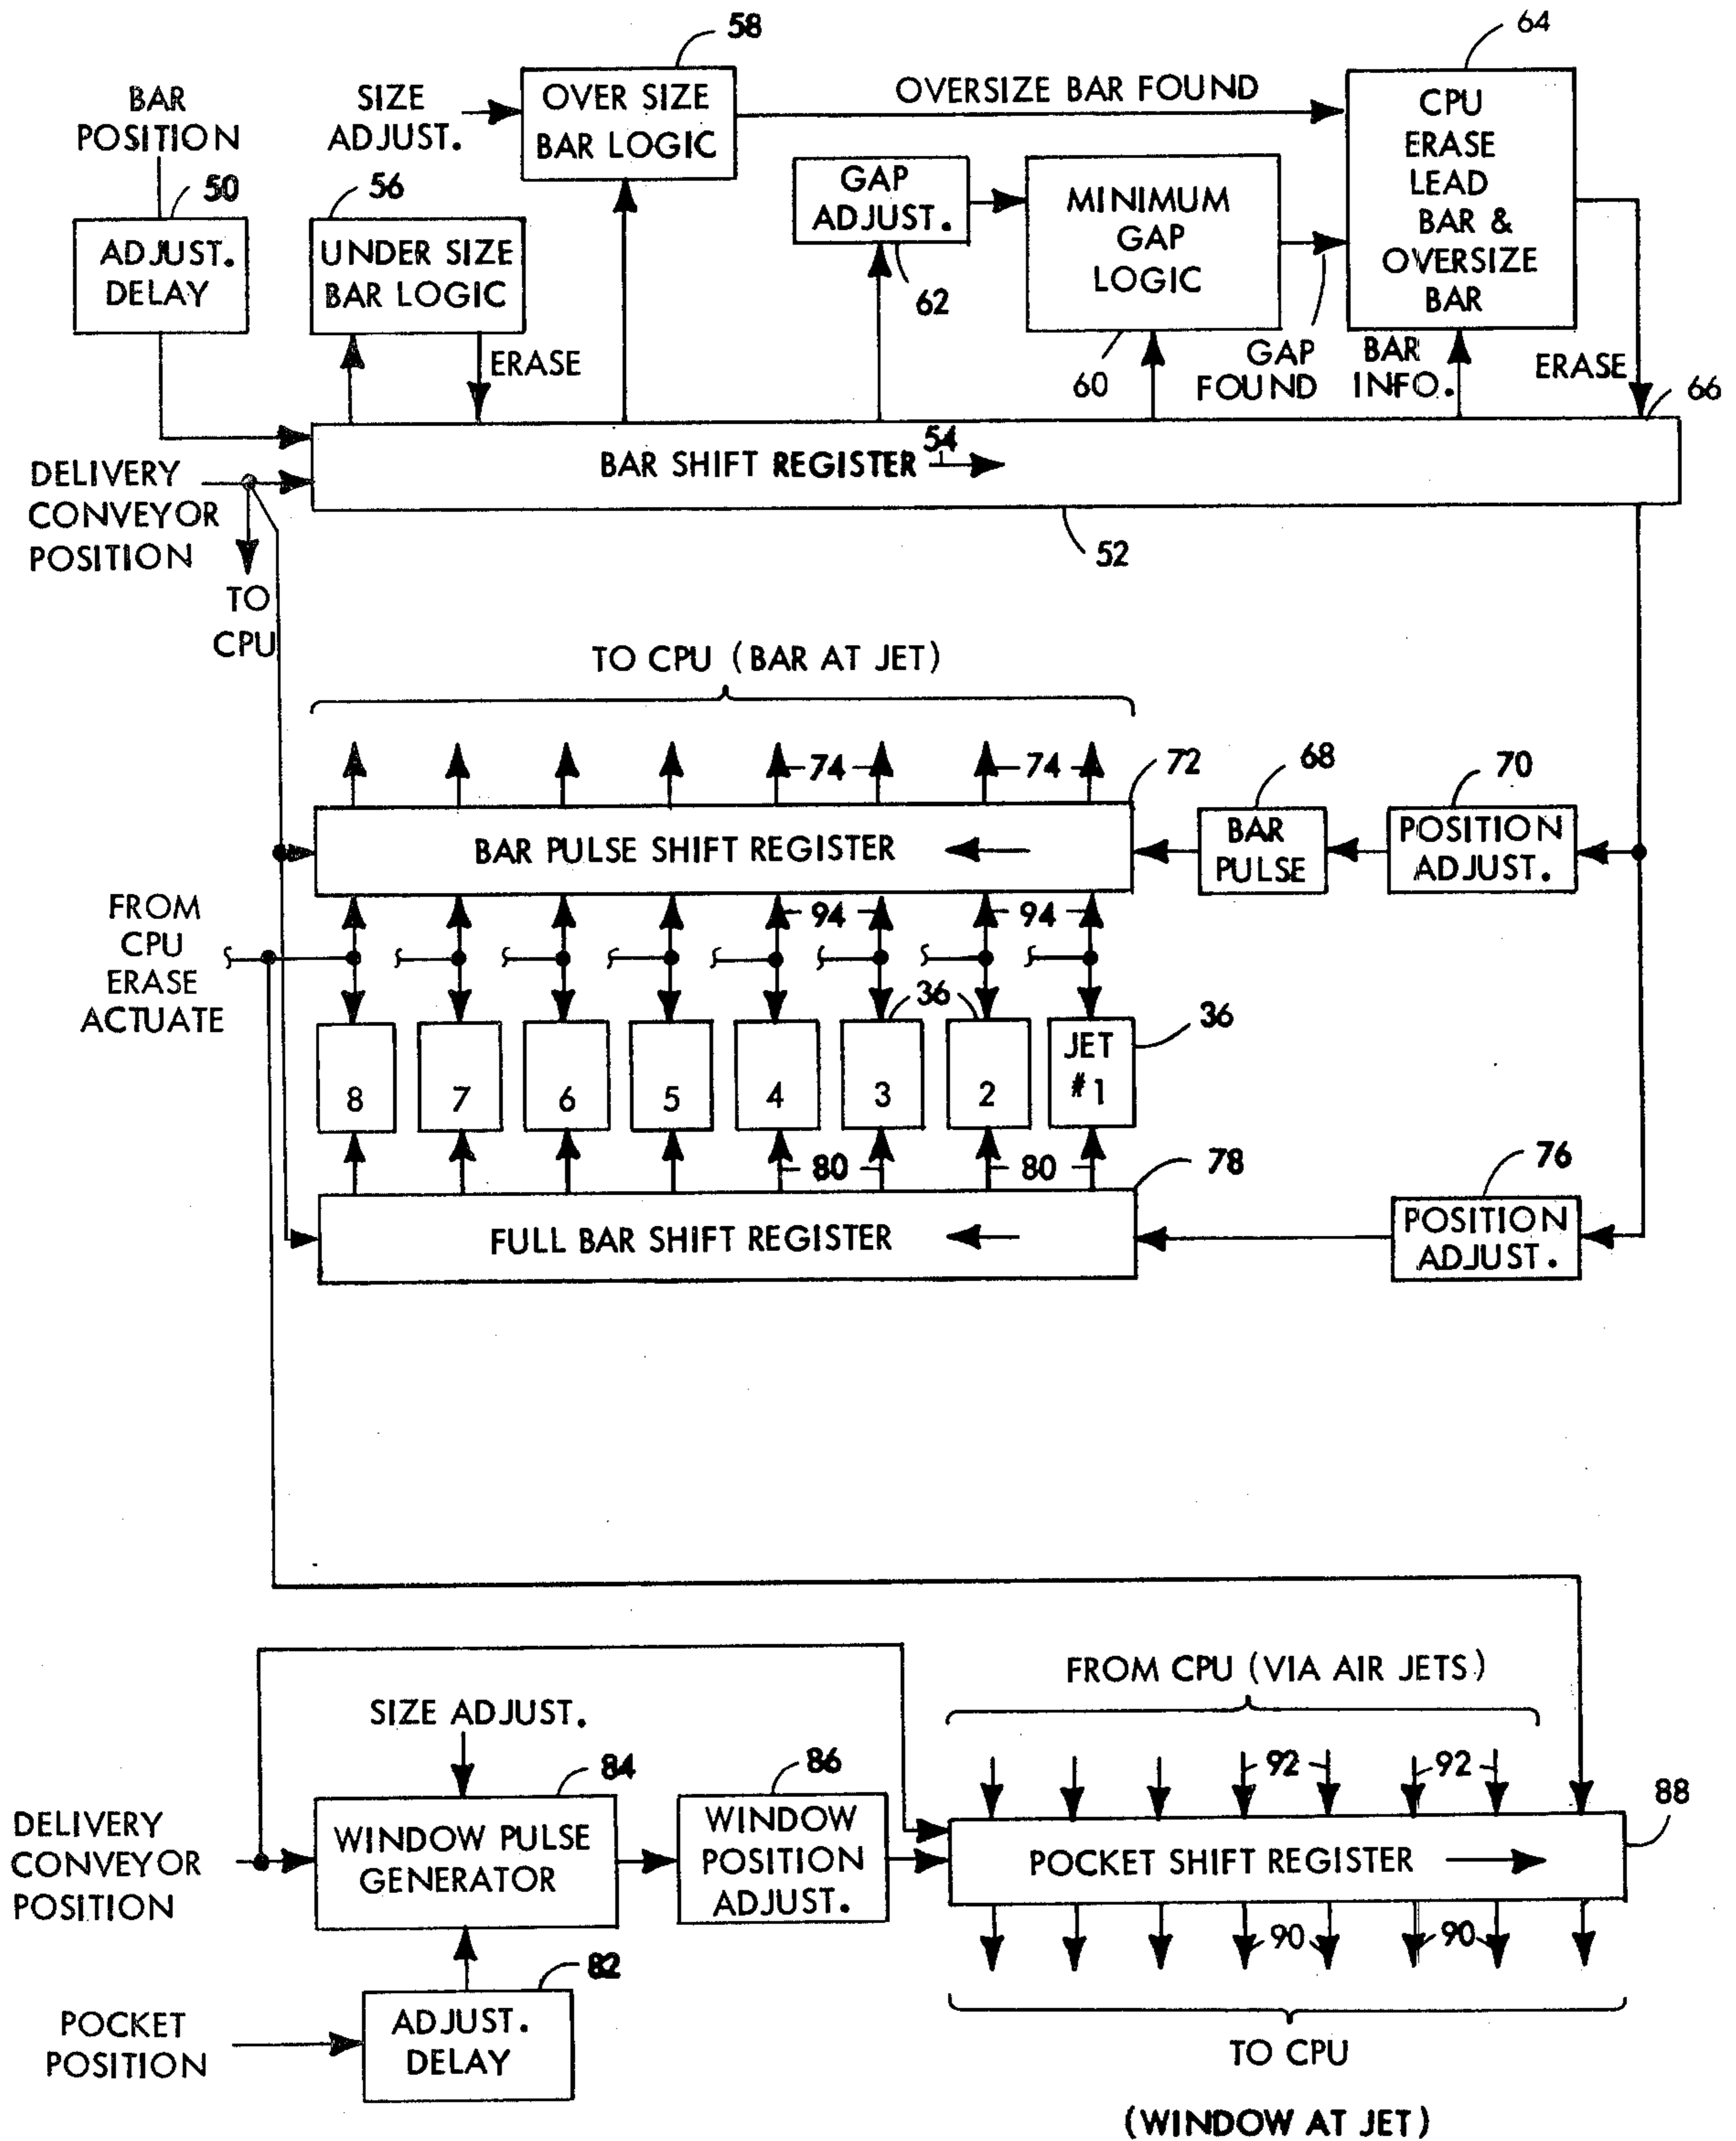 58
64
BAR
POSITION
SIZE
ADJUST.
OVER SIZE
BAR LOGIC
OVERSIZE BAR FOUND
CPU
ERASE
LEAD
BAR &
OVERSIZE
BAR
50
56
ADJUST.
DELAY
UNDER SIZE
BAR LOGIC
GAP
ADJUST.
62
MINIMUM
GAP
LOGIC
60
ERASE
GAP
FOUND
BAR
INFO.
ERASE
66
BAR SHIFT REGISTER
54
52
DELIVERY
CONVEYOR
POSITION
TO
CPU
TO CPU (BAR AT JET)
74
74
72
68
70
BAR PULSE SHIFT REGISTER
BAR
PULSE
POSITION
ADJUST.
FROM
CPU
ERASE
ACTUATE
94
94
36
36
8
7
6
5
4
3
2
JET
#1
80
80
78
76
FULL BAR SHIFT REGISTER
POSITION
ADJUST.
FROM CPU (VIA AIR JETS)
SIZE ADJUST.
84
86
92
92
88
DELIVERY
CONVEYOR
POSITION
WINDOW PULSE
GENERATOR
WINDOW
POSITION
ADJUST.
POCKET SHIFT REGISTER
90
90
82
POCKET
POSITION
ADJUST.
DELAY
TO CPU
(WINDOW AT JET)